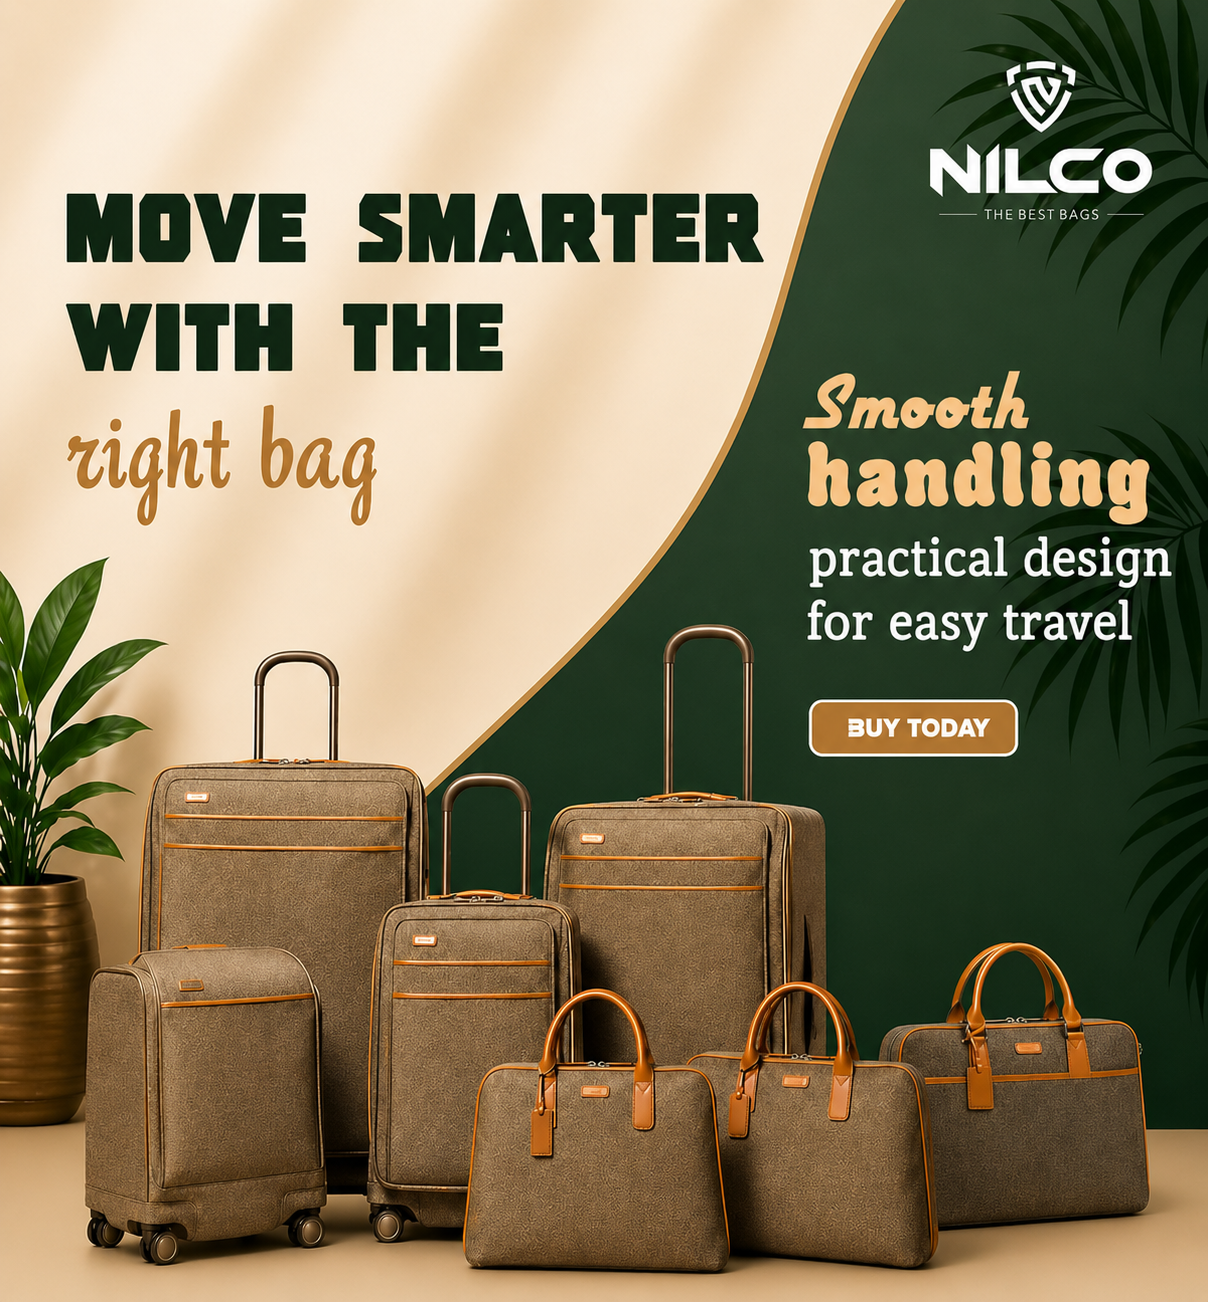 MOVE SMARTER
WITH THE
right bag
NILCO
THE BEST BAGS
Smooth
handling
practical design
for easy travel
BUY TODAY